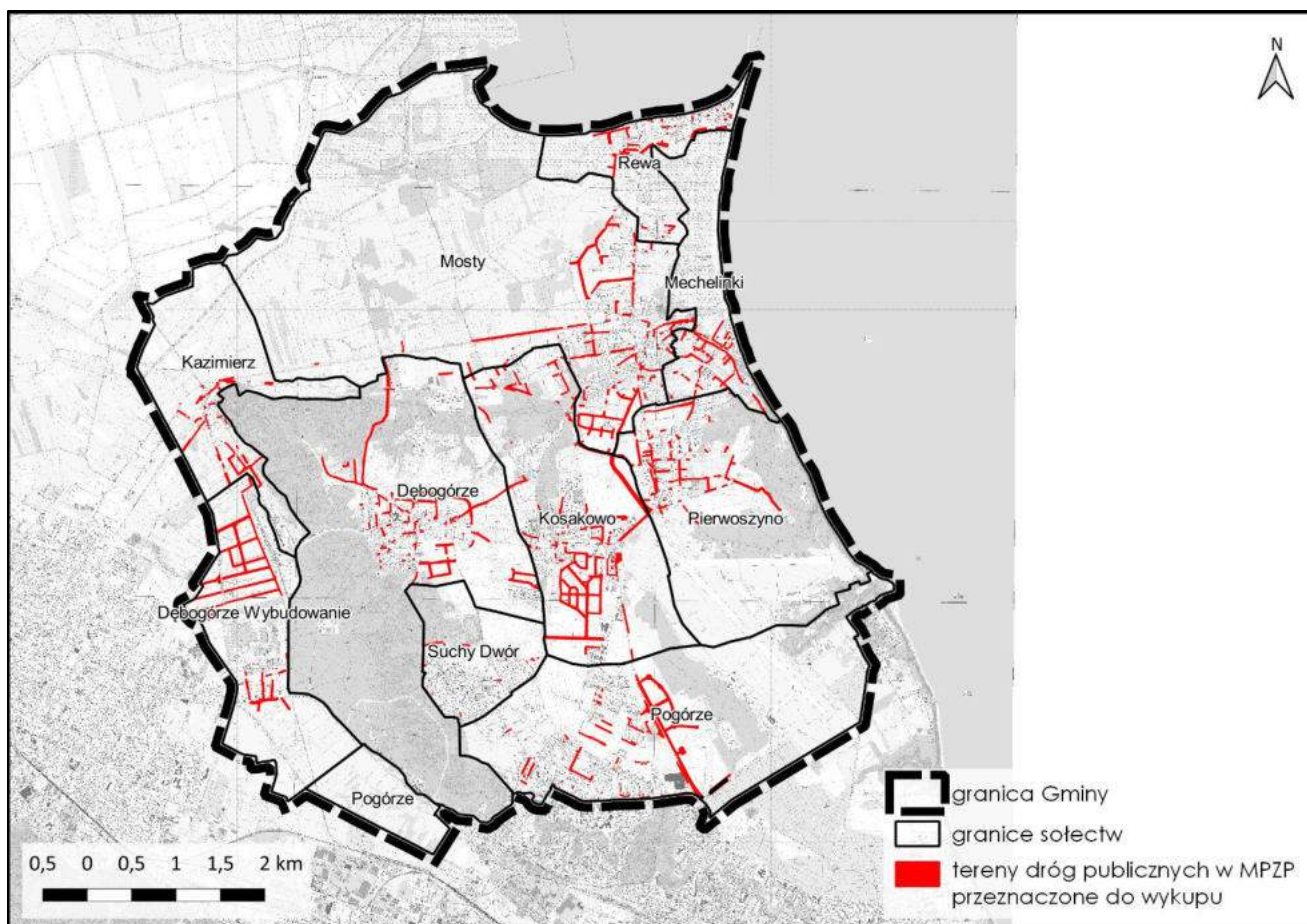 N
Rewa
Mosty
Mechelinki
Kazimierz
Dębogórze
Kosakowo
Pierwoszyno
Dębogórze Wybudowanie
Suchy Dwór
Pogórze
Pogórze
granica Gminy
granice sołectw
tereny dróg publicznych w MPZP
przeznaczone do wykupu
0,5 0 0,5 1 1,5 2 km